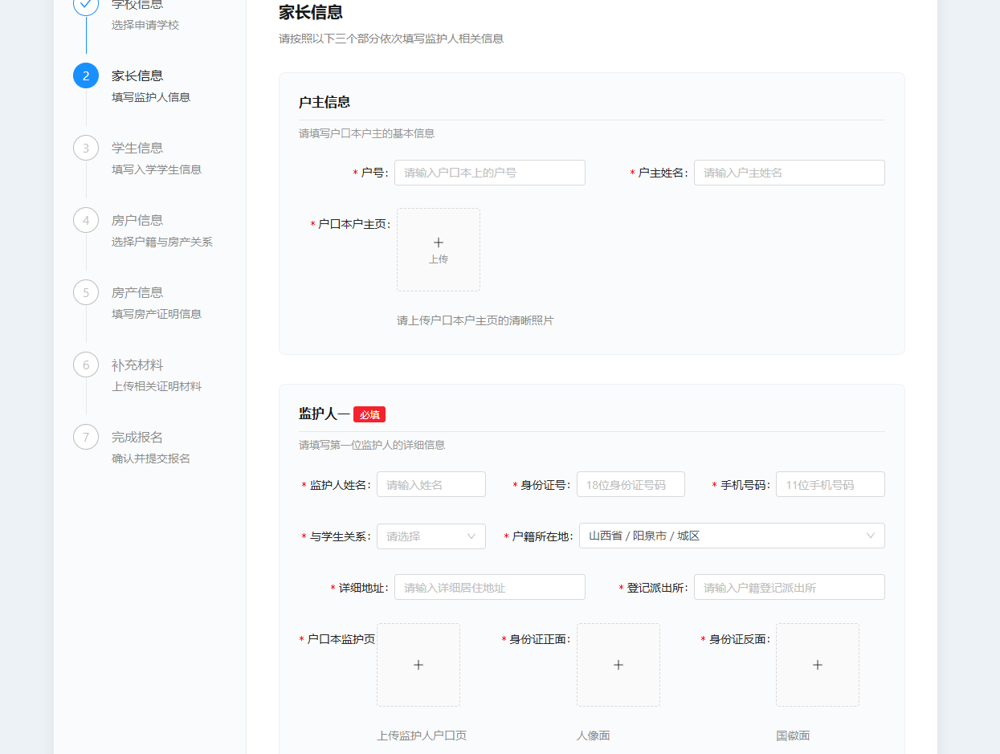 学校信息
选择申请学校
2
家长信息
填写监护人信息
3
学生信息
填写入学学生信息
4
房户信息
选择户籍与房产关系
5
房产信息
填写房产证明信息
6
补充材料
上传相关证明材料
7
完成报名
确认并提交报名
家长信息
请按照以下三个部分依次填写监护人相关信息
户主信息
请填写户口本户主的基本信息
* 户号: 请输入户口本上的户号 * 户主姓名: 请输入户主姓名
* 户口本户主页:
+
上传
请上传户口本户主页的清晰照片
监护人一 必填
请填写第一位监护人的详细信息
* 监护人姓名: 请输入姓名 * 身份证号: 18位身份证号码 * 手机号码: 11位手机号码
* 与学生关系: 请选择 * 户籍所在地: 山西省 / 阳泉市 / 城区
* 详细地址: 请输入详细居住地址 * 登记派出所: 请输入户籍登记派出所
* 户口本监护页 * 身份证正面: * 身份证反面:
+ + +
上传监护人户口页 人像面 国徽面